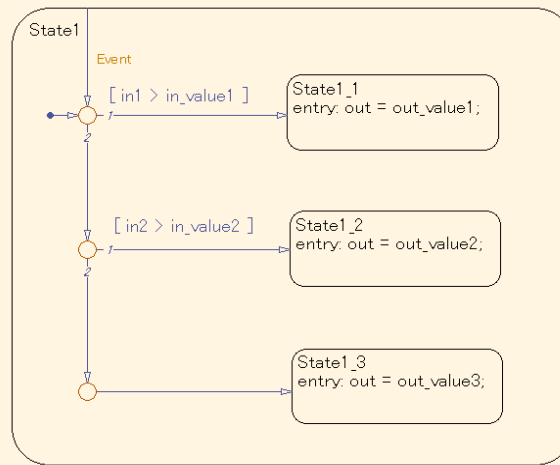 State1
Event
[ in1 > in_value1 ]
1
2
State1_1
entry: out = out_value1;
[ in2 > in_value2 ]
1
2
State1_2
entry: out = out_value2;
State1_3
entry: out = out_value3;